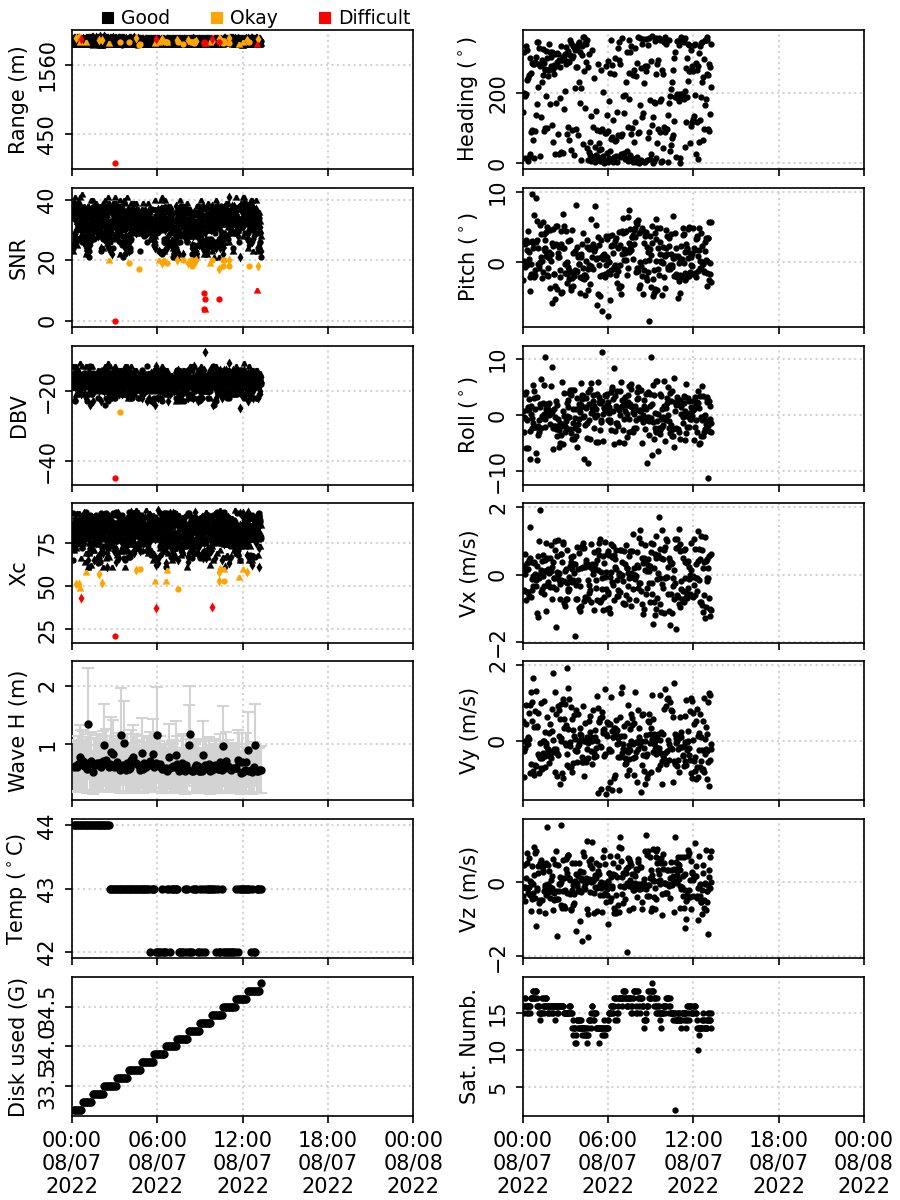 Good Okay Difficult
Range (m)
1560
450
Heading (°)
200
0
SNR
40
20
0
Pitch (°)
10
0
DBV
−20
−40
Roll (°)
10
0
−10
Xc
75
50
25
Vx (m/s)
2
0
−2
Wave H (m)
2
1
Vy (m/s)
2
0
Temp (°C)
44
43
42
Vz (m/s)
0
−2
Disk used (G)
34.5
34.0
33.5
Sat. Numb.
15
10
5
00:00 06:00 12:00 18:00 00:00
08/07 08/07 08/07 08/07 08/08
2022 2022 2022 2022 2022
00:00 06:00 12:00 18:00 00:00
08/07 08/07 08/07 08/07 08/08
2022 2022 2022 2022 2022